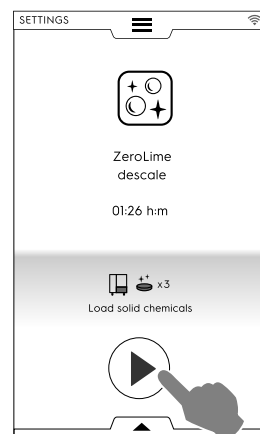 SETTINGS
ZeroLime
descale
01:26 h:m
x3
Load solid chemicals